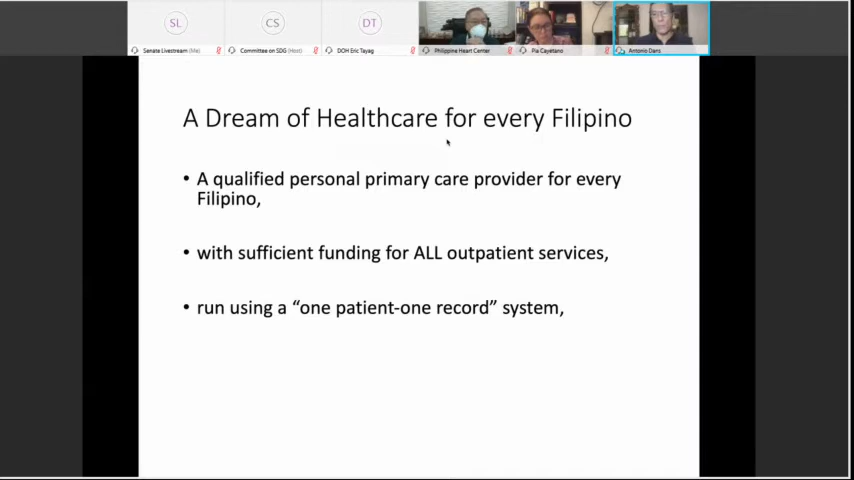 SL
CS
DT
Senate Livestream (Me)
Committee on SDG (Host)
DOH Eric Tayag
Philippine Heart Center
Pia Cayetano
Antonio Dans
A Dream of Healthcare for every Filipino
• A qualified personal primary care provider for every
Filipino,
• with sufficient funding for ALL outpatient services,
• run using a “one patient-one record” system,